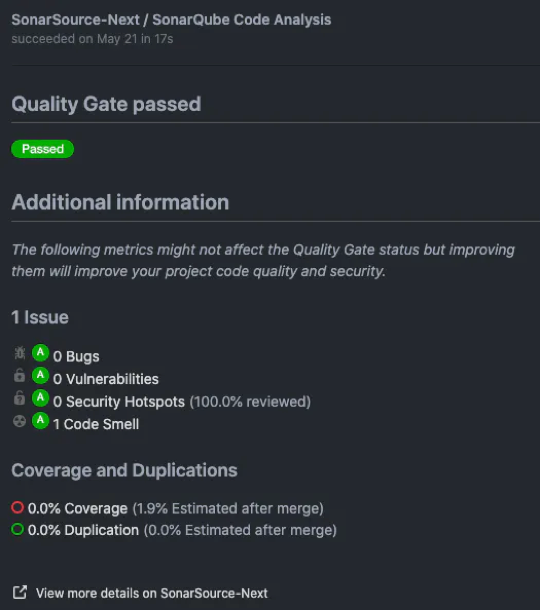 SonarSource-Next / SonarQube Code Analysis
succeeded on May 21 in 17s
Quality Gate passed
Passed
Additional information
The following metrics might not affect the Quality Gate status but improving
them will improve your project code quality and security.
1 Issue
A 0 Bugs
A 0 Vulnerabilities
A 0 Security Hotspots (100.0% reviewed)
A 1 Code Smell
Coverage and Duplications
0.0% Coverage (1.9% Estimated after merge)
0.0% Duplication (0.0% Estimated after merge)
View more details on SonarSource-Next